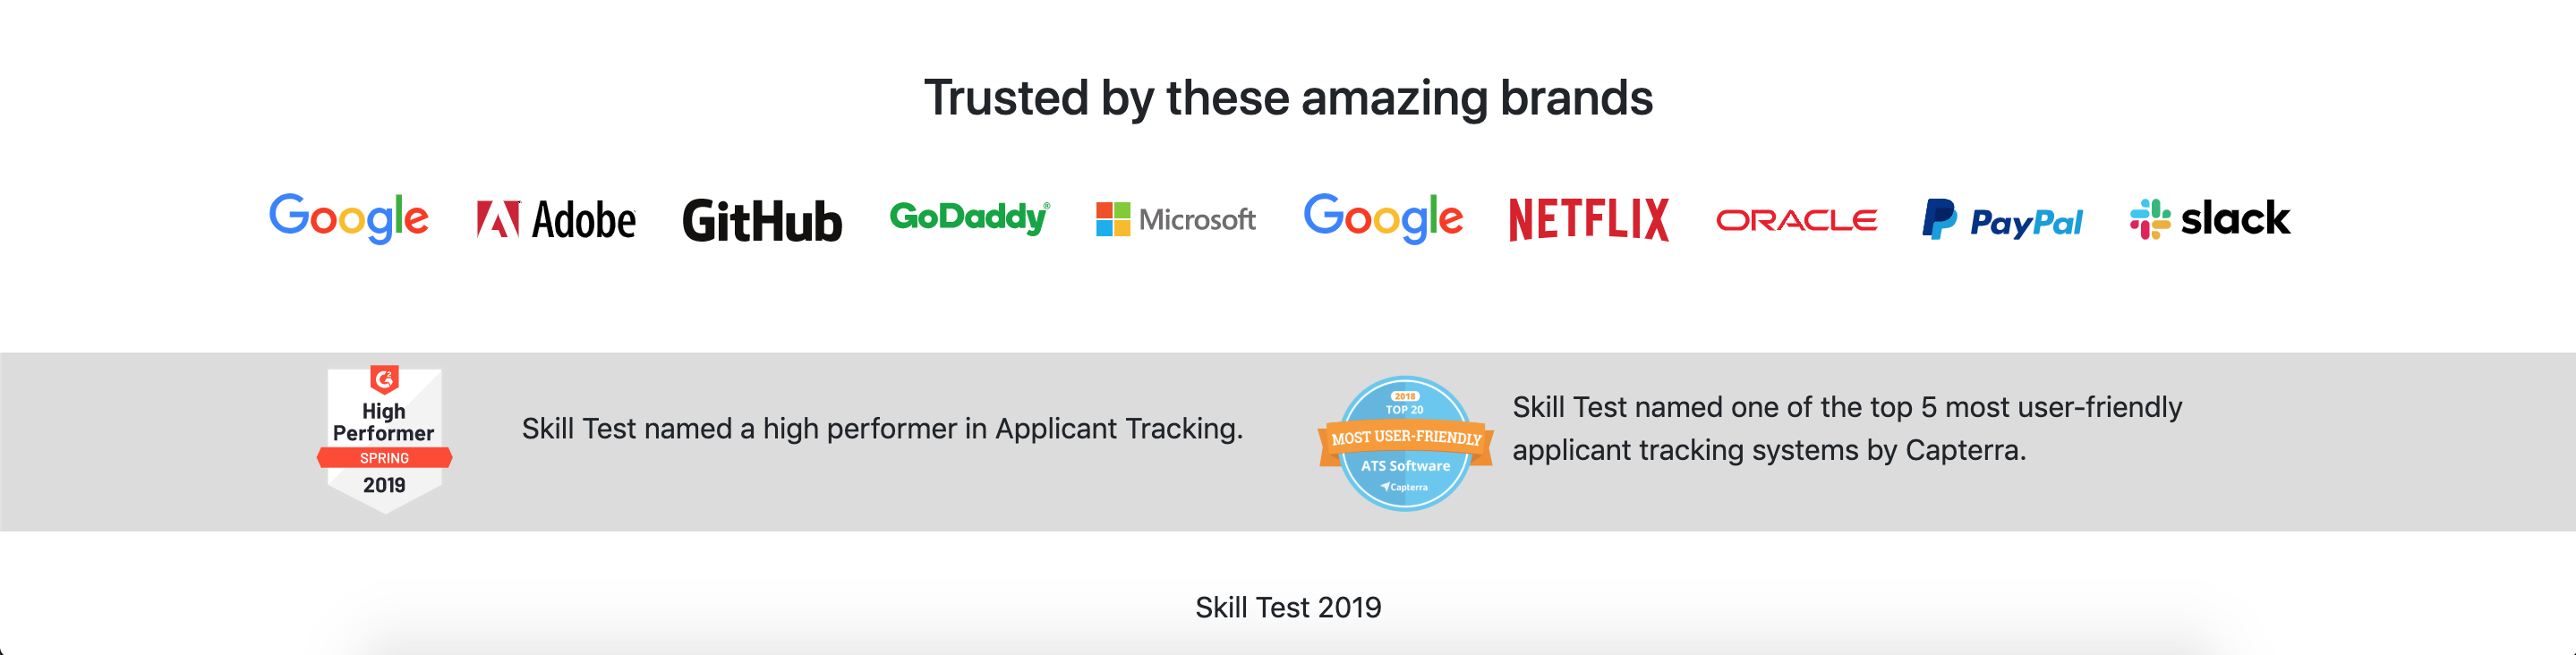 Trusted by these amazing brands
Google Adobe GitHub GoDaddy® Microsoft Google NETFLIX ORACLE PayPal slack
G2
High
Performer
SPRING
2019
Skill Test named a high performer in Applicant Tracking.
2018
TOP 20
MOST USER-FRIENDLY
ATS Software
Capterra
Skill Test named one of the top 5 most user-friendly
applicant tracking systems by Capterra.
Skill Test 2019